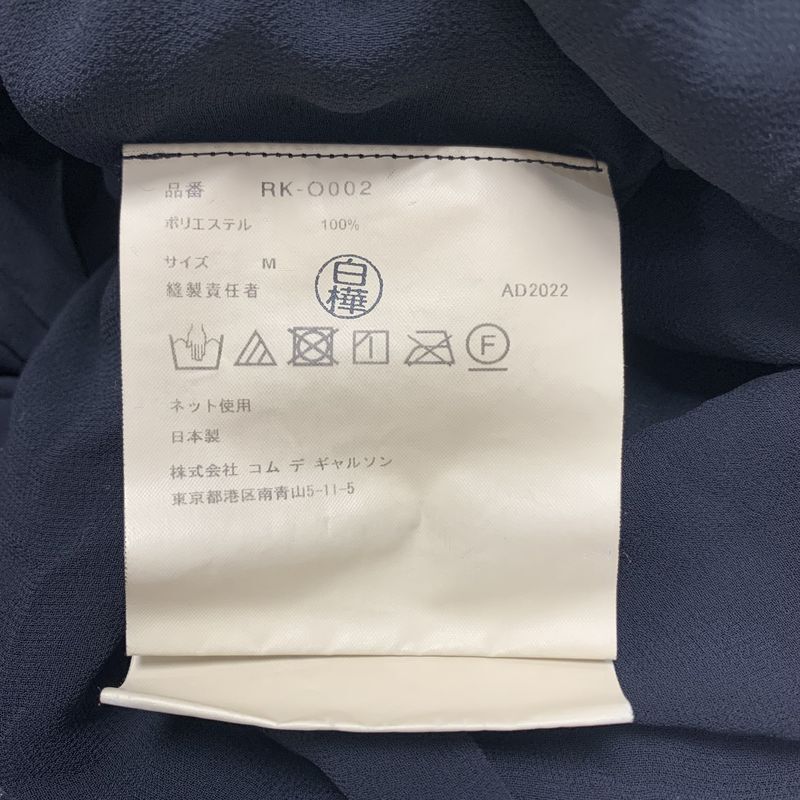 品番 RK-O002
ポリエステル 100%
サイズ M
縫製責任者 白樺 AD2022
F
ネット使用
日本製
株式会社 コム デ ギャルソン
東京都港区南青山5-11-5